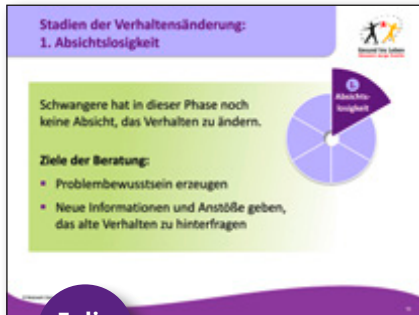 Stadien der Verhaltensänderung:
1. Absichtslosigkeit
Gesund ins Leben
1.
Absichts-
losigkeit
Schwangere hat in dieser Phase noch
keine Absicht, das Verhalten zu ändern.
Ziele der Beratung:
▪ Problembewusstsein erzeugen
▪ Neue Informationen und Anstöße geben,
das alte Verhalten zu hinterfragen